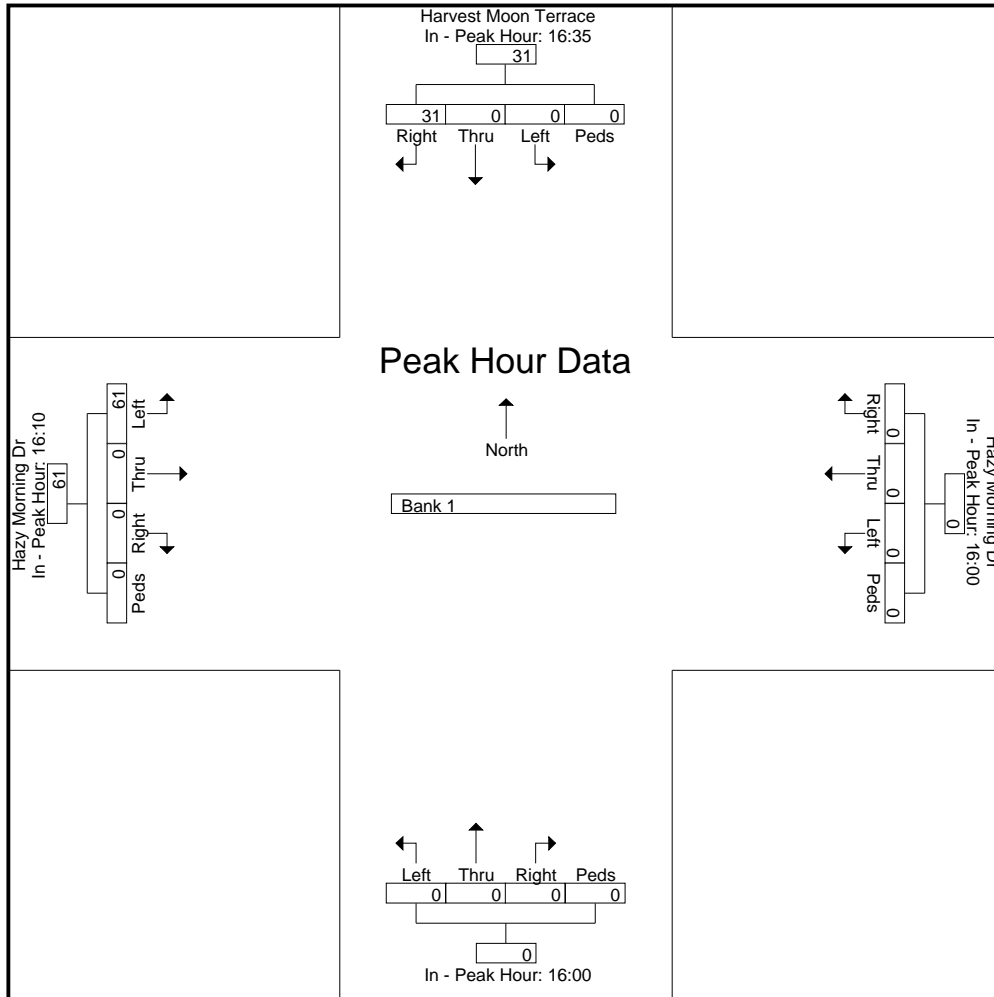 Harvest Moon Terrace
In - Peak Hour: 16:35
31
31 0 0 0
Right Thru Left Peds
Peak Hour Data
North
Bank 1
Hazy Morning Dr
In - Peak Hour: 16:10
61
61 0 0 0
Left Thru Right Peds
Hazy Morning Dr
In - Peak Hour: 16:00
0
0 0 0 0
Right Thru Left Peds
Left Thru Right Peds
0 0 0 0
0
In - Peak Hour: 16:00